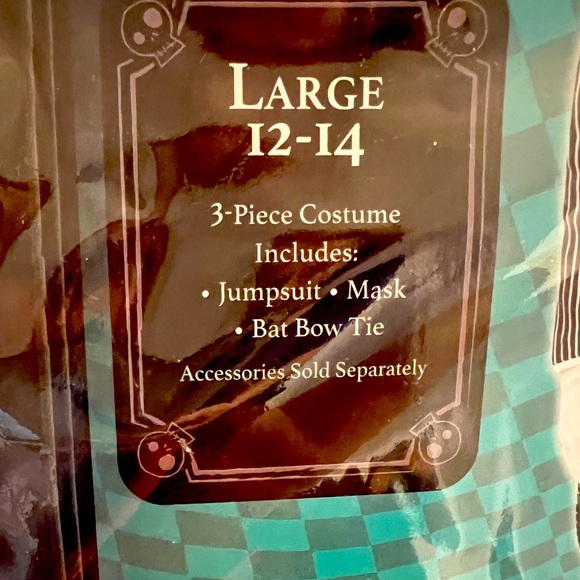 LARGE
12-14
3-Piece Costume
Includes:
• Jumpsuit • Mask
• Bat Bow Tie
Accessories Sold Separately